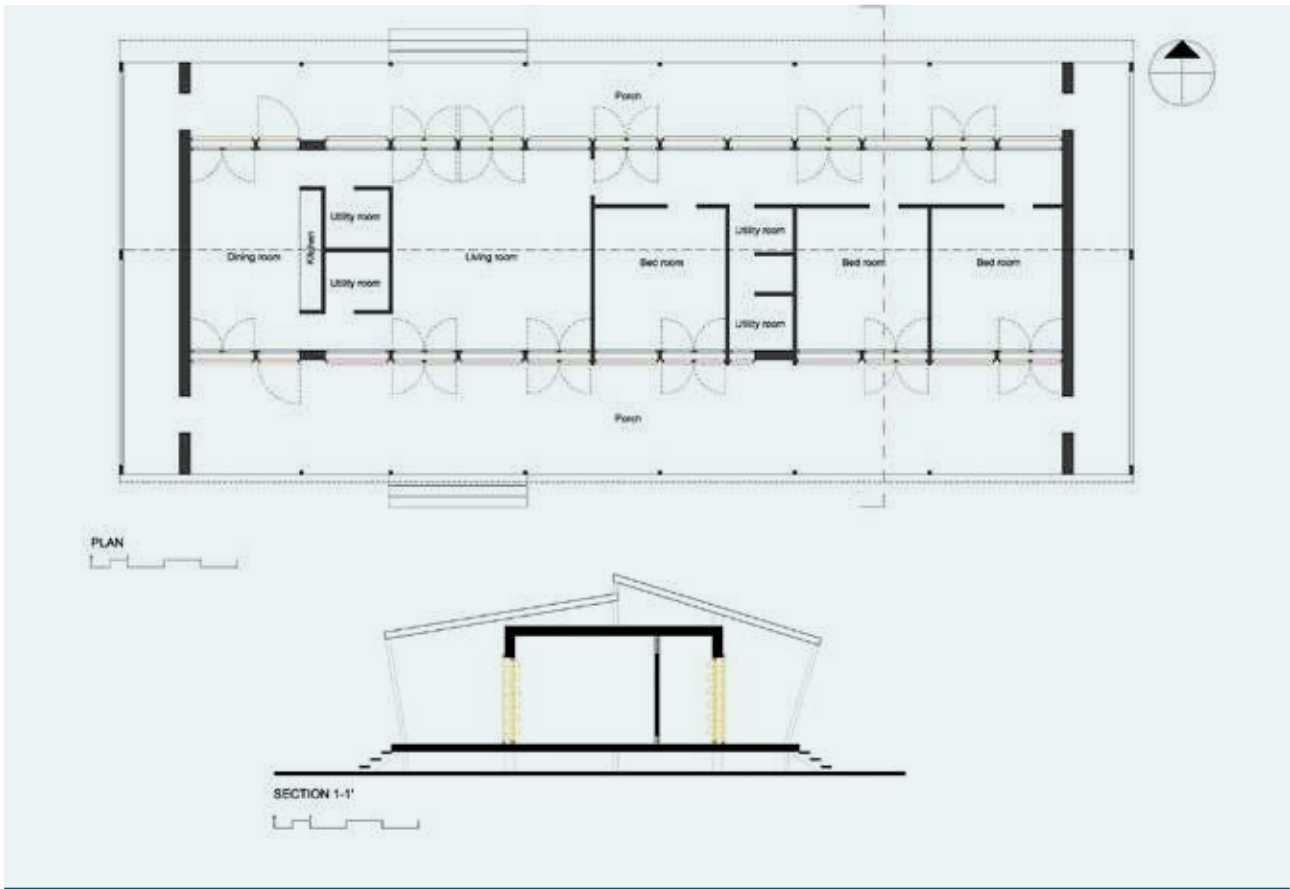 Porch
Utility room
Utility room
Dining room
Kitchen
Living room
Bed room
Bed room
Bed room
Utility room
Utility room
Porch
PLAN
SECTION 1-1'